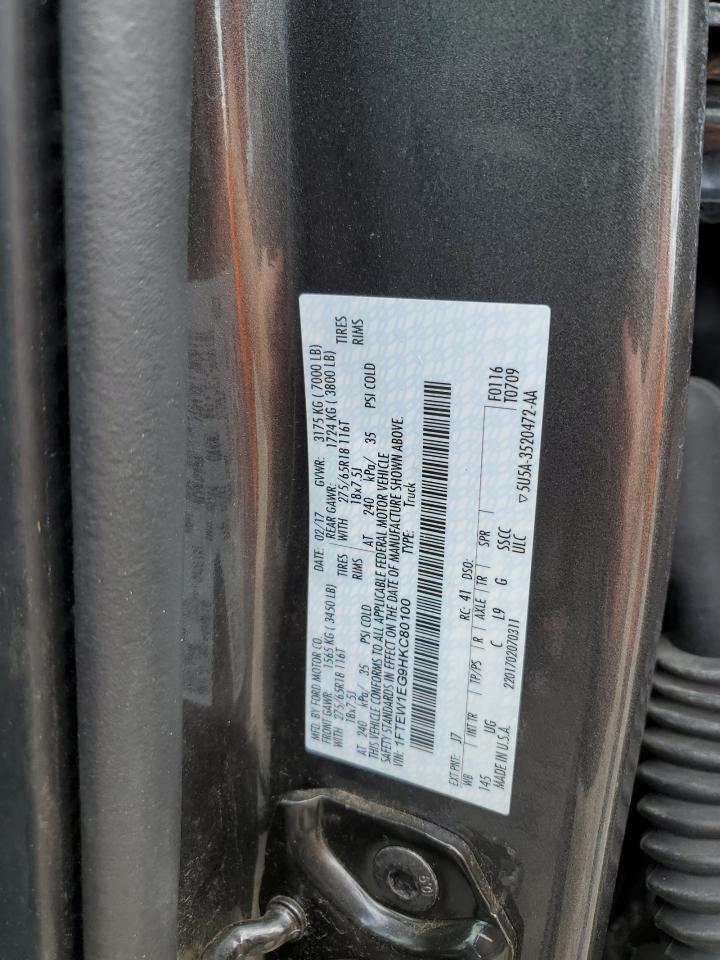 MFD. BY FORD MOTOR CO.
DATE: 02/17 GVWR: 3175 KG ( 7000 LB)
FRONT GAWR: 1565 KG ( 3450 LB)
REAR GAWR: 1724 KG ( 3800 LB)
WITH 275/65R18 116T TIRES
WITH 275/65R18 116T TIRES
18x7.5J RIMS
18x7.5J RIMS
AT 240 kPa/ 35 PSI COLD
AT 240 kPa/ 35 PSI COLD
THIS VEHICLE CONFORMS TO ALL APPLICABLE FEDERAL MOTOR VEHICLE
SAFETY STANDARDS IN EFFECT ON THE DATE OF MANUFACTURE SHOWN ABOVE.
VIN: 1FTEW1EG9HKC80100
TYPE: Truck
EXT PNT: J7 RC: 41 DSO: F0116
WB INT TR TP/PS R AXLE TR SPR T0709
145 UG C L9 G SSCC
MADE IN U.S.A. 2201702070311 ULC
▽ 5U5A-3520472-AA